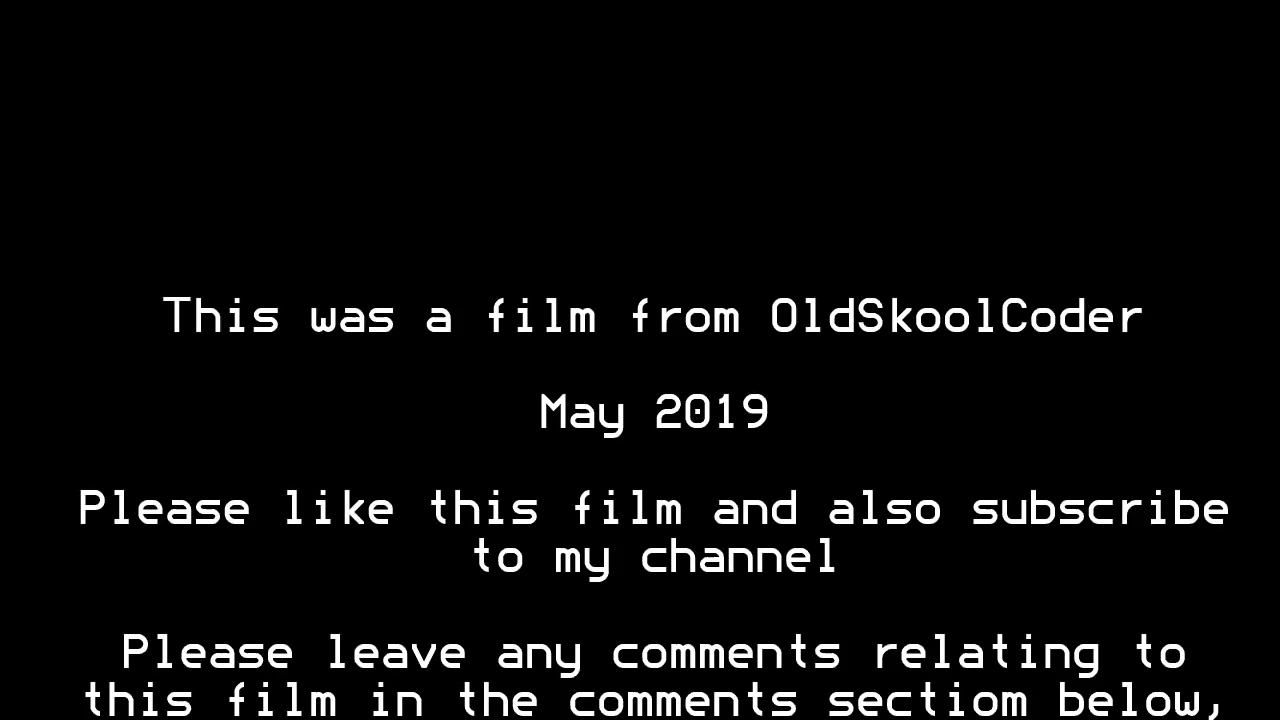 This was a film from OldSkoolCoder
May 2019
Please like this film and also subscribe
to my channel
Please leave any comments relating to
this film in the comments sectiom below,